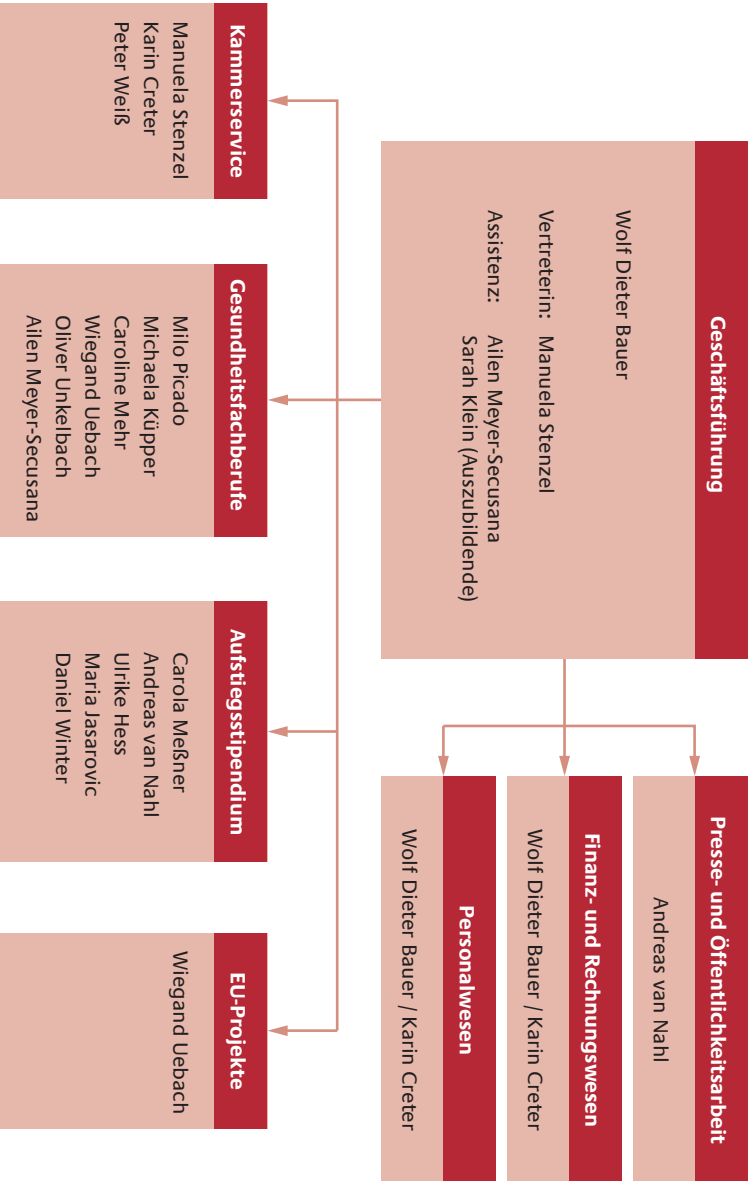 Geschäftsführung
Wolf Dieter Bauer
Vertreterin: Manuela Stenzel
Assistenz: Ailen Meyer-Secusana
Sarah Klein (Auszubildende)
Presse- und Öffentlichkeitsarbeit
Andreas van Nahl
Finanz- und Rechnungswesen
Wolf Dieter Bauer / Karin Creter
Personalwesen
Wolf Dieter Bauer / Karin Creter
Kammerservice
Manuela Stenzel
Karin Creter
Peter Weiß
Gesundheitsfachberufe
Milo Picado
Michaela Küpper
Caroline Mehr
Wiegand Uebach
Oliver Unkelbach
Ailen Meyer-Secusana
Aufstiegsstipendium
Carola Meßner
Andreas van Nahl
Ulrike Hess
Maria Jasarovic
Daniel Winter
EU-Projekte
Wiegand Uebach